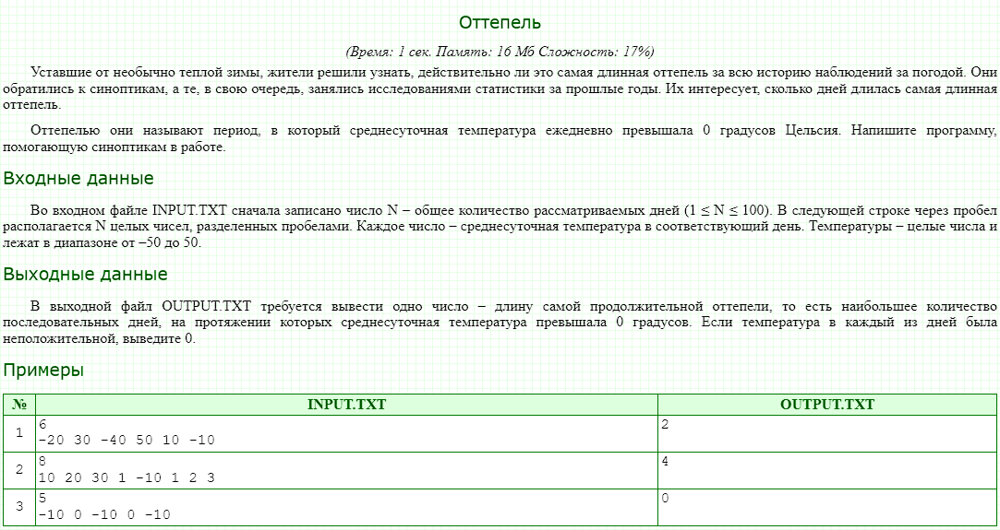 Оттепель
(Время: 1 сек. Память: 16 Мб Сложность: 17%)
Уставшие от необычно теплой зимы, жители решили узнать, действительно ли это самая длинная оттепель за всю историю наблюдений за погодой. Они
обратились к синоптикам, а те, в свою очередь, занялись исследованиями статистики за прошлые годы. Их интересует, сколько дней длилась самая длинная
оттепель.
Оттепелью они называют период, в который среднесуточная температура ежедневно превышала 0 градусов Цельсия. Напишите программу,
помогающую синоптикам в работе.
Входные данные
Во входном файле INPUT.TXT сначала записано число N – общее количество рассматриваемых дней (1 ≤ N ≤ 100). В следующей строке через пробел
располагается N целых чисел, разделенных пробелами. Каждое число – среднесуточная температура в соответствующий день. Температуры – целые числа и
лежат в диапазоне от –50 до 50.
Выходные данные
В выходной файл OUTPUT.TXT требуется вывести одно число – длину самой продолжительной оттепели, то есть наибольшее количество
последовательных дней, на протяжении которых среднесуточная температура превышала 0 градусов. Если температура в каждый из дней была
неположительной, выведите 0.
Примеры
№ INPUT.TXT OUTPUT.TXT
1 6 2
-20 30 -40 50 10 -10
2 8 4
10 20 30 1 -10 1 2 3
3 5 0
-10 0 -10 0 -10